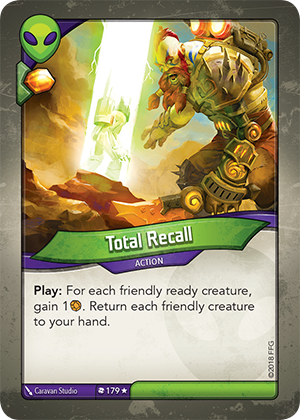 Total Recall
ACTION
Play: For each friendly ready creature,
gain 1. Return each friendly creature
to your hand.
Caravan Studio
179
©2018 FFG